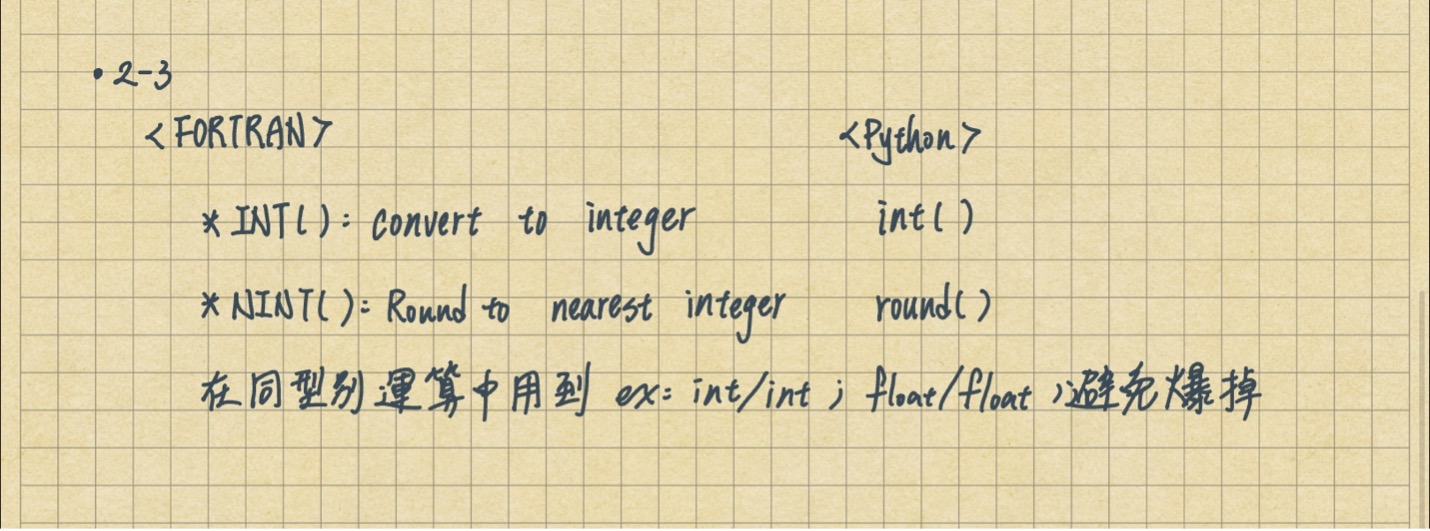 • 2-3
<FORTRAN> <Python>
* INT( ): convert to integer int( )
* NINT( ): Round to nearest integer round( )
在同型別運算中用到 ex: int/int ; float/float ;避免爆掉